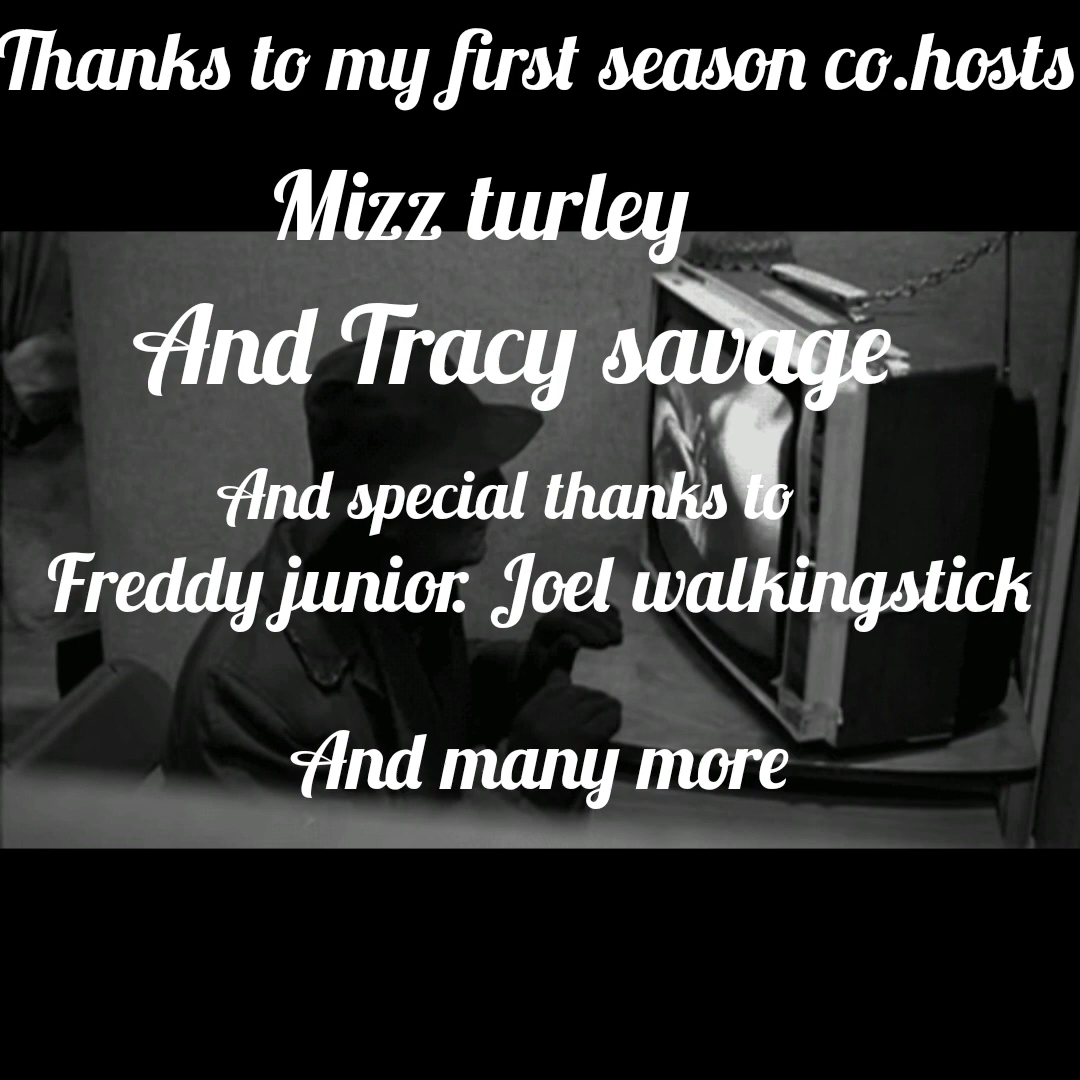 Thanks to my first season co.hosts
Mizz turley
And Tracy savage
And special thanks to
Freddy junior. Joel walkingstick
And many more